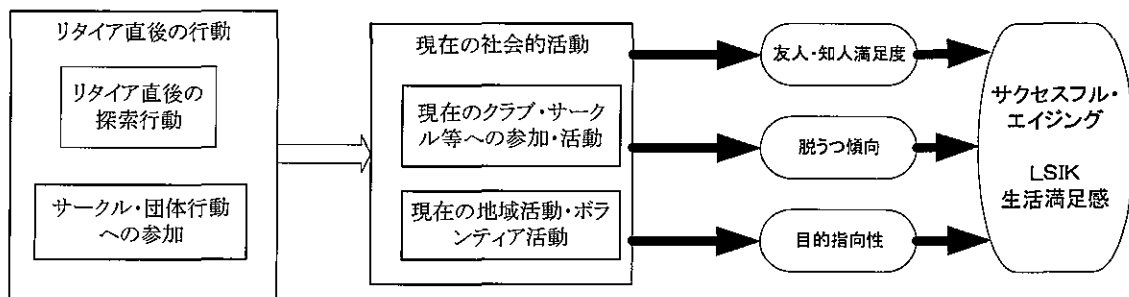 リタイア直後の行動
リタイア直後の
探索行動
サークル・団体行動
への参加
現在の社会的活動
現在のクラブ・サーク
ル等への参加・活動
現在の地域活動・ボラ
ンティア活動
友人・知人満足度
脱うつ傾向
目的指向性
サクセスフル・
エイジング
LSIK
生活満足感